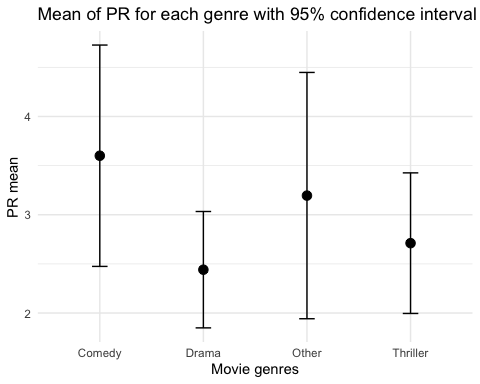 Mean of PR for each genre with 95% confidence interval
PR mean
4
3
2
Comedy
Drama
Other
Thriller
Movie genres